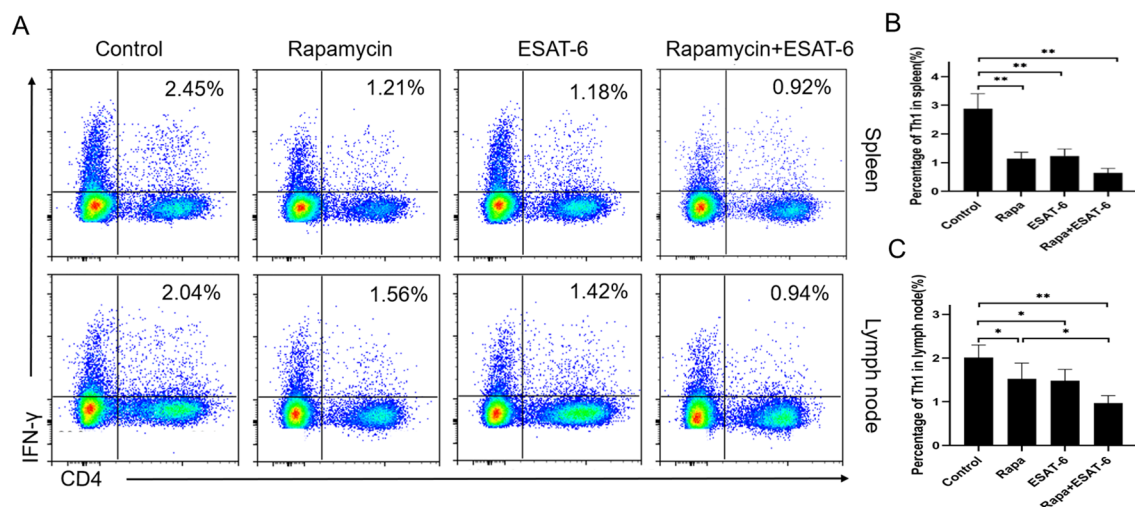 A
Control
Rapamycin
ESAT-6
Rapamycin+ESAT-6
2.45%
1.21%
1.18%
0.92%
Spleen
2.04%
1.56%
1.42%
0.94%
Lymph node
IFN-γ
CD4
B
**
**
**
Percentage of Th1 in spleen(%)
4
3
2
1
0
Control
Rapa
ESAT-6
Rapa+ESAT-6
C
**
*
*
*
Percentage of Th1 in lymph node(%)
3
2
1
0
Control
Rapa
ESAT-6
Rapa+ESAT-6